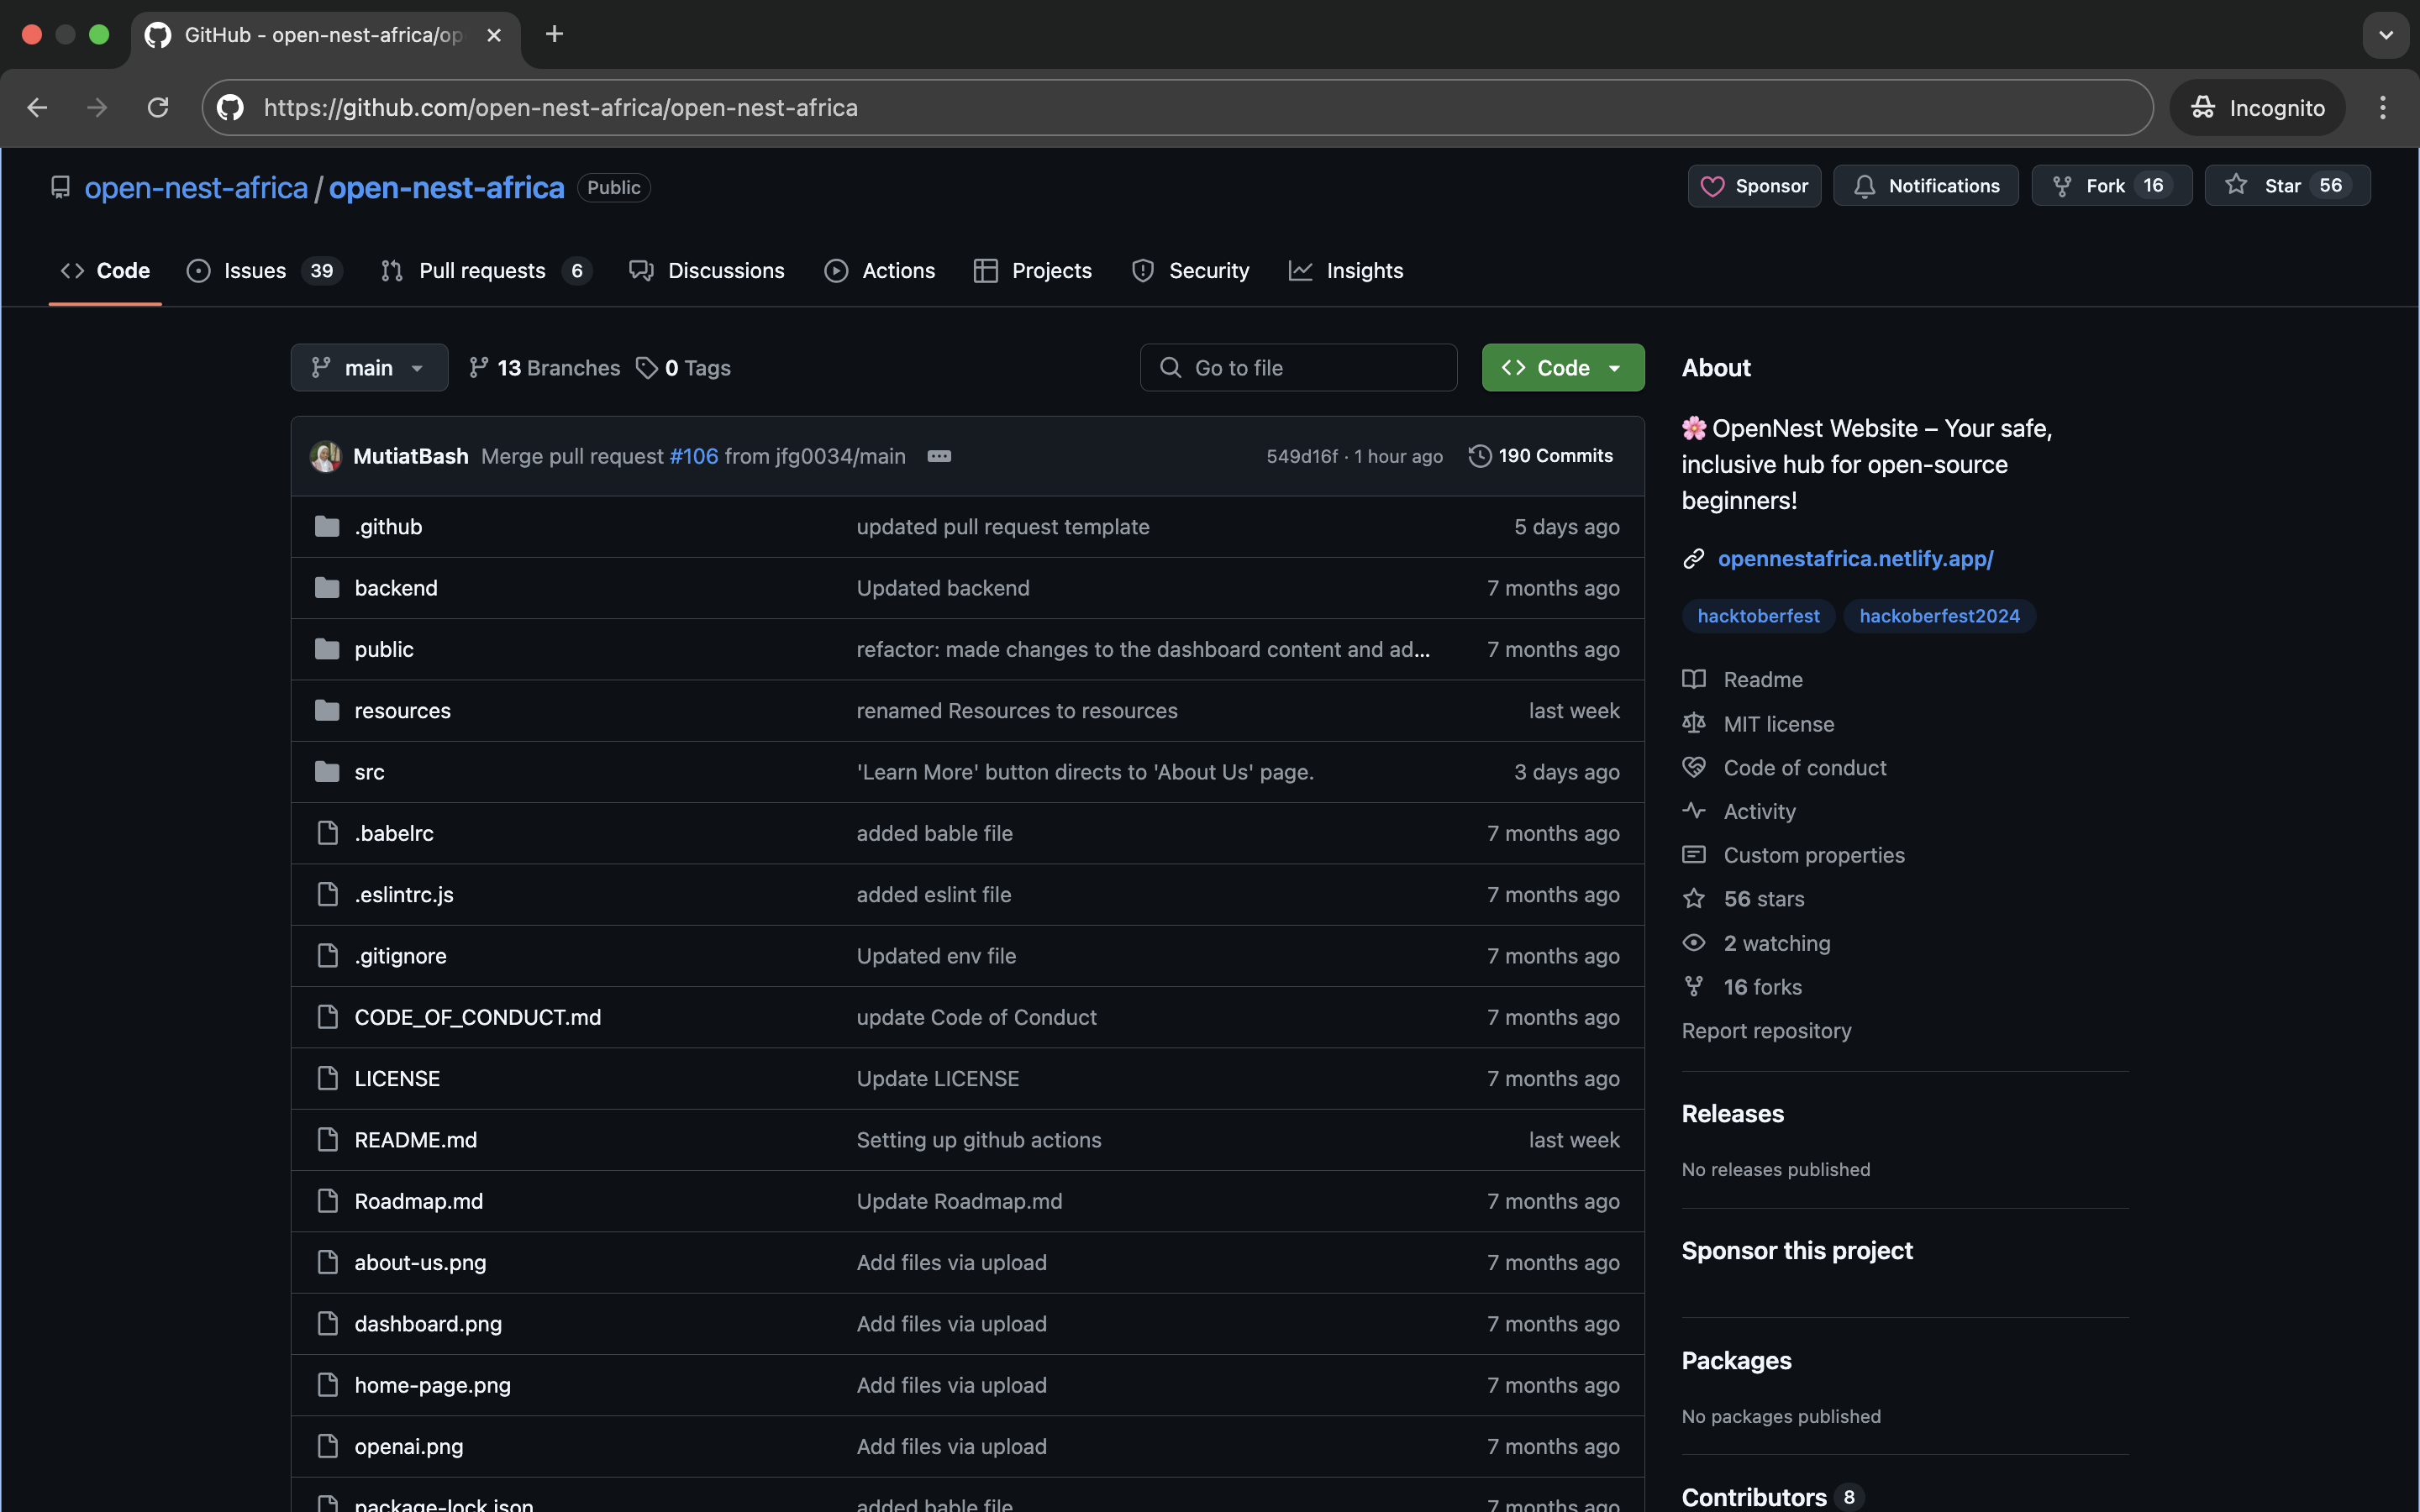 GitHub - open-nest-africa/op
https://github.com/open-nest-africa/open-nest-africa
Incognito
open-nest-africa / open-nest-africa Public
Sponsor Notifications Fork 16 Star 56
Code Issues 39 Pull requests 6 Discussions Actions Projects Security Insights
main 13 Branches 0 Tags Go to file Code
MutiatBash Merge pull request #106 from jfg0034/main 549d16f · 1 hour ago 190 Commits
.github updated pull request template 5 days ago
backend Updated backend 7 months ago
public refactor: made changes to the dashboard content and ad... 7 months ago
resources renamed Resources to resources last week
src 'Learn More' button directs to 'About Us' page. 3 days ago
.babelrc added bable file 7 months ago
.eslintrc.js added eslint file 7 months ago
.gitignore Updated env file 7 months ago
CODE_OF_CONDUCT.md update Code of Conduct 7 months ago
LICENSE Update LICENSE 7 months ago
README.md Setting up github actions last week
Roadmap.md Update Roadmap.md 7 months ago
about-us.png Add files via upload 7 months ago
dashboard.png Add files via upload 7 months ago
home-page.png Add files via upload 7 months ago
openai.png Add files via upload 7 months ago
package-lock.json added bable file 7 months ago
About
🌸 OpenNest Website – Your safe,
inclusive hub for open-source
beginners!
opennestafrica.netlify.app/
hacktoberfest hackoberfest2024
Readme
MIT license
Code of conduct
Activity
Custom properties
56 stars
2 watching
16 forks
Report repository
Releases
No releases published
Sponsor this project
Packages
No packages published
Contributors 8